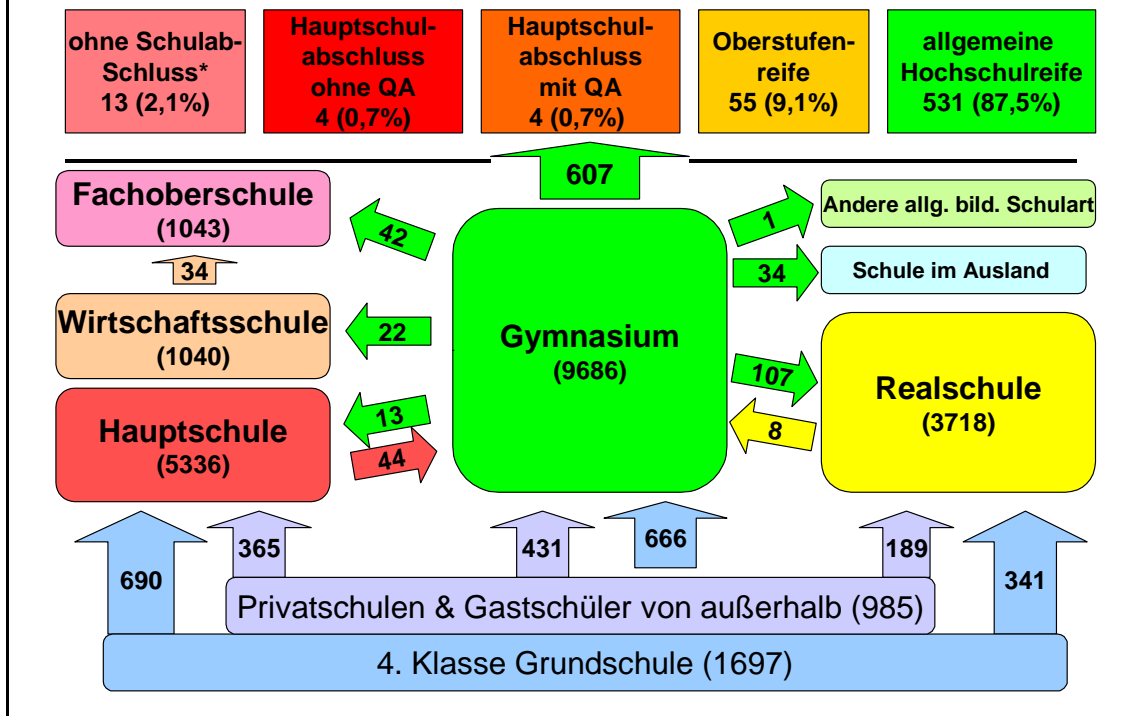 ohne Schulab-
Schluss*
13 (2,1%)
Hauptschul-
abschluss
ohne QA
4 (0,7%)
Hauptschul-
abschluss
mit QA
4 (0,7%)
Oberstufen-
reife
55 (9,1%)
allgemeine
Hochschulreife
531 (87,5%)
607
Fachoberschule
(1043)
42
1
Andere allg. bild. Schulart
34
34
Schule im Ausland
Wirtschaftsschule
(1040)
22
Gymnasium
(9686)
107
8
Realschule
(3718)
Hauptschule
(5336)
13
44
690
365
431
666
189
341
Privatschulen & Gastschüler von außerhalb (985)
4. Klasse Grundschule (1697)